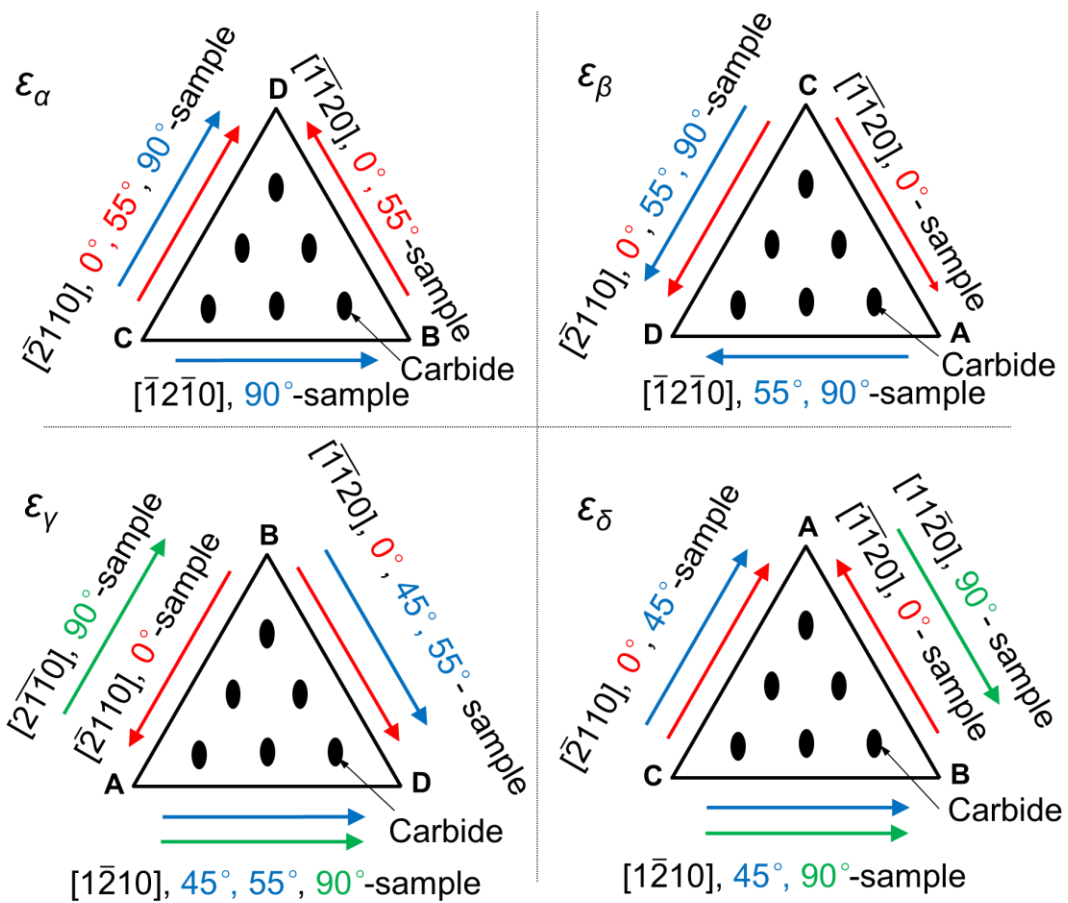 ε_α
[2̄110], 0°, 55°, 90°-sample
D
[1̄1̄20], 0°, 55°-sample
C
B
Carbide
[1̄21̄0], 90°-sample
ε_β
[2̄110], 0°, 55°, 90°-sample
C
[1̄1̄20], 0°- sample
D
A
Carbide
[1̄21̄0], 55°, 90°-sample
ε_γ
[21̄1̄0], 90°-sample
[2̄110], 0°-sample
B
[1̄1̄20], 0°, 45°, 55°- sample
A
D
Carbide
[12̄10], 45°, 55°, 90°-sample
ε_δ
[2̄110], 0°, 45°-sample
A
[1̄1̄20], 0°- sample
[112̄0], 90°-sample
C
B
Carbide
[12̄10], 45°, 90°-sample